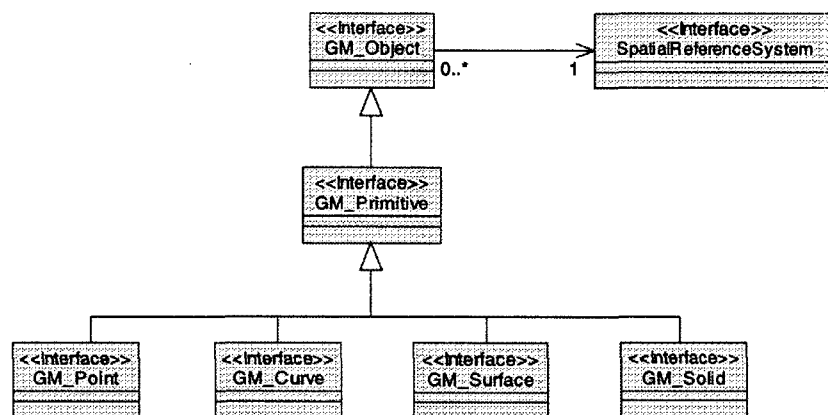 <<Interface>>
GM_Object
<<Interface>>
SpatialReferenceSystem
0..*
1
<<Interface>>
GM_Primitive
<<Interface>>
GM_Point
<<Interface>>
GM_Curve
<<Interface>>
GM_Surface
<<Interface>>
GM_Solid